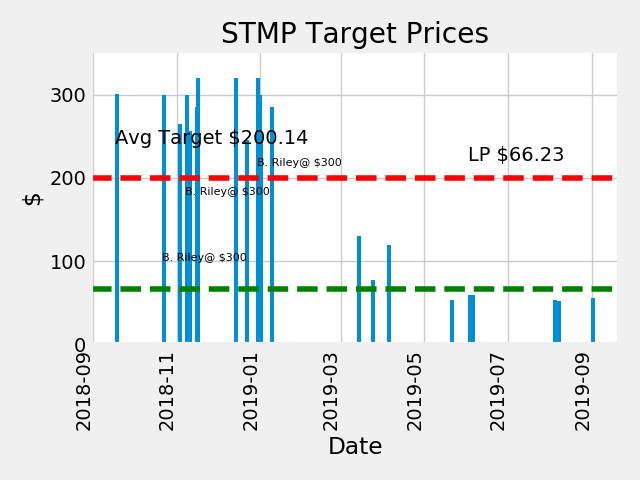 STMP Target Prices
$
300
200
100
0
Avg Target $200.14
LP $66.23
B. Riley@ $300
B. Riley@ $300
B. Riley@ $300
2018-09
2018-11
2019-01
2019-03
2019-05
2019-07
2019-09
Date